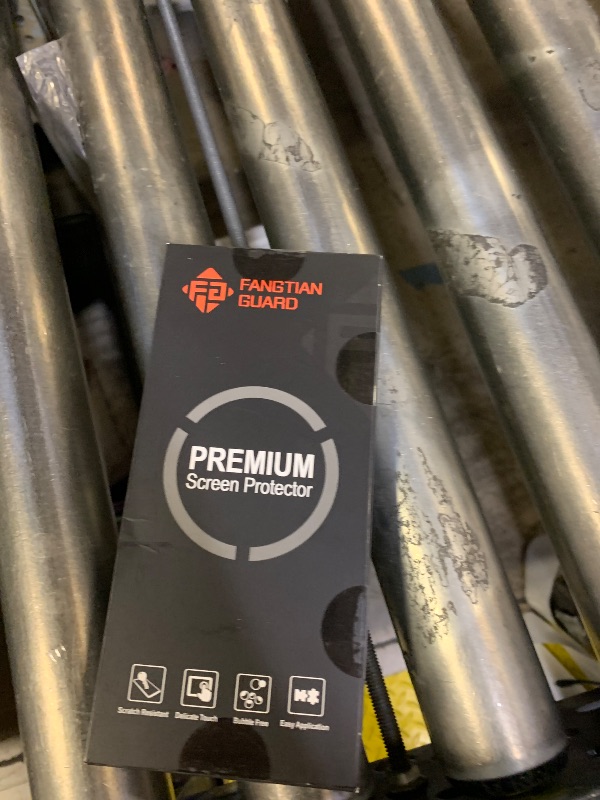 FANGTIAN
GUARD
PREMIUM
Screen Protector
Scratch Resistant Delicate Touch Bubble Free Easy Application